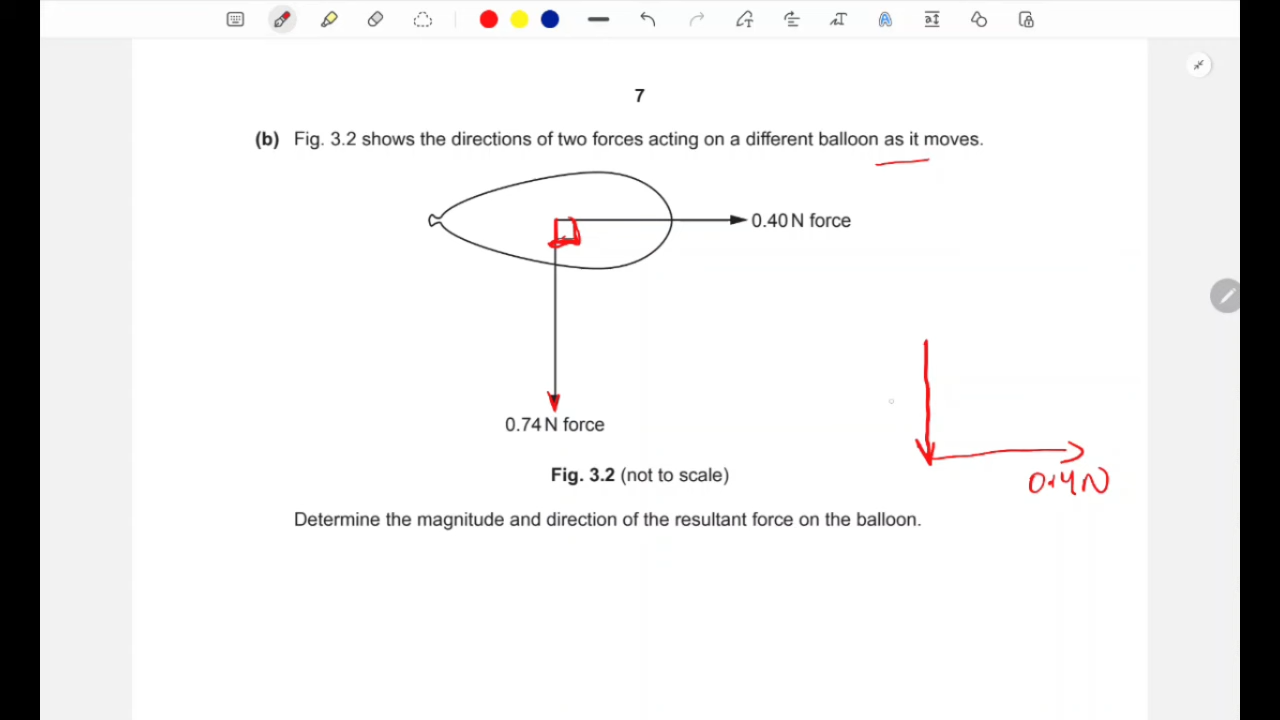 7
(b) Fig. 3.2 shows the directions of two forces acting on a different balloon as it moves.
0.40 N force
0.74 N force
0.4N
Fig. 3.2 (not to scale)
Determine the magnitude and direction of the resultant force on the balloon.